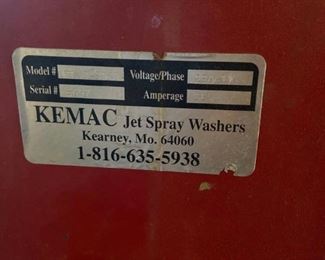 Model # Voltage/Phase
Serial # Amperage
KEMAC Jet Spray Washers
Kearney, Mo. 64060
1-816-635-5938